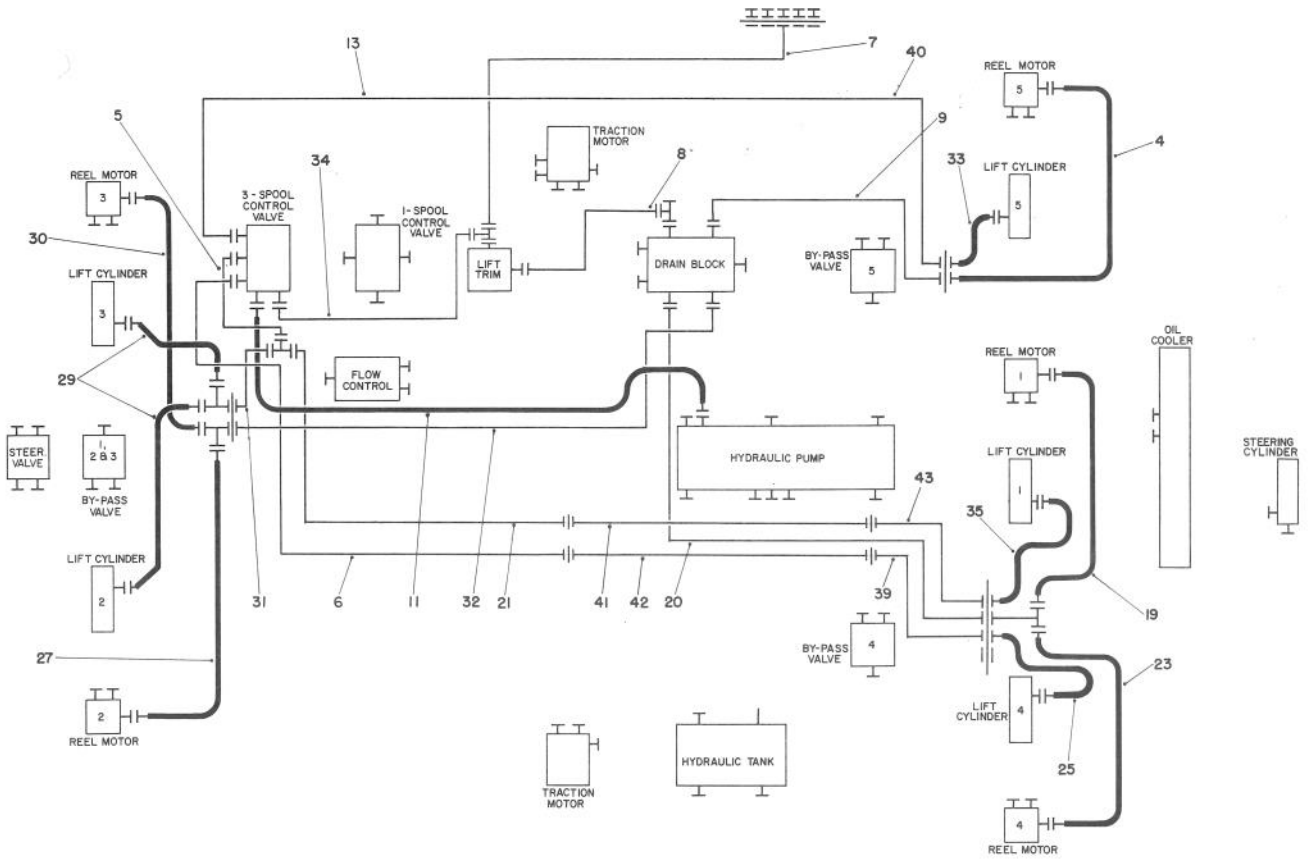 13
7
40
REEL MOTOR
5
5
TRACTION
MOTOR
9
4
34
8
33
LIFT CYLINDER
5
REEL MOTOR
3
3 - SPOOL
CONTROL
VALVE
1-SPOOL
CONTROL
VALVE
30
LIFT
TRIM
DRAIN BLOCK
BY-PASS
VALVE
5
LIFT CYLINDER
3
OIL
COOLER
REEL MOTOR
1
29
FLOW
CONTROL
STEER.
VALVE
1,
2 & 3
BY-PASS
VALVE
HYDRAULIC PUMP
LIFT CYLINDER
1
STEERING
CYLINDER
43
35
LIFT CYLINDER
2
31
6
11
32
21
41
42
20
39
19
27
BY-PASS
VALVE
4
23
REEL MOTOR
2
LIFT
CYLINDER
4
25
TRACTION
MOTOR
HYDRAULIC TANK
4
REEL MOTOR